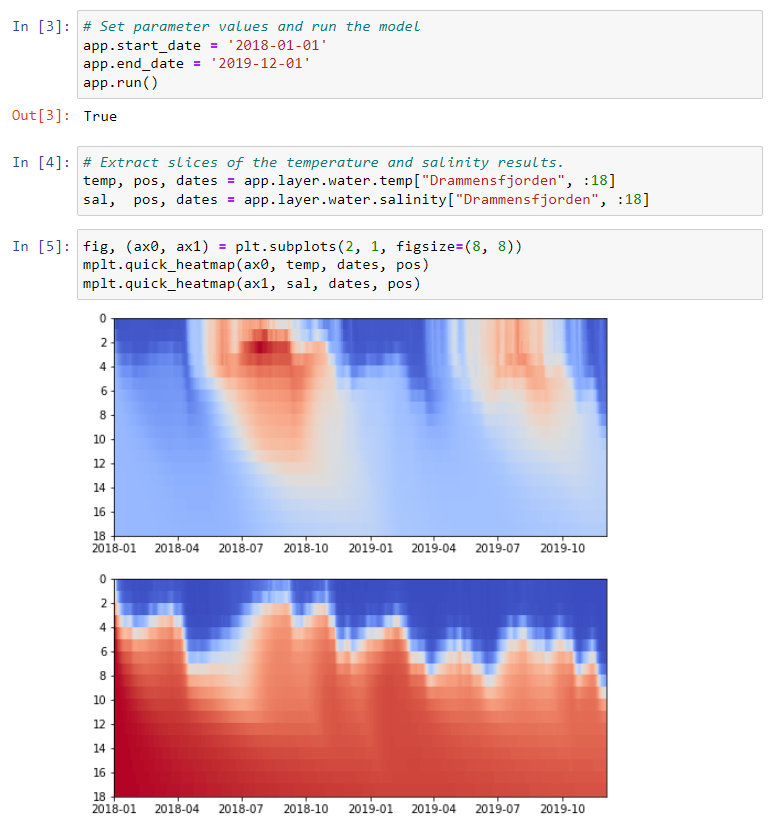 In [3]: # Set parameter values and run the model
app.start_date = '2018-01-01'
app.end_date = '2019-12-01'
app.run()
Out[3]: True
In [4]: # Extract slices of the temperature and salinity results.
temp, pos, dates = app.layer.water.temp["Drammensfjorden", :18]
sal,  pos, dates = app.layer.water.salinity["Drammensfjorden", :18]
In [5]: fig, (ax0, ax1) = plt.subplots(2, 1, figsize=(8, 8))
mplt.quick_heatmap(ax0, temp, dates, pos)
mplt.quick_heatmap(ax1, sal, dates, pos)
0
2
4
6
8
10
12
14
16
18
2018-01 2018-04 2018-07 2018-10 2019-01 2019-04 2019-07 2019-10
0
2
4
6
8
10
12
14
16
18
2018-01 2018-04 2018-07 2018-10 2019-01 2019-04 2019-07 2019-10